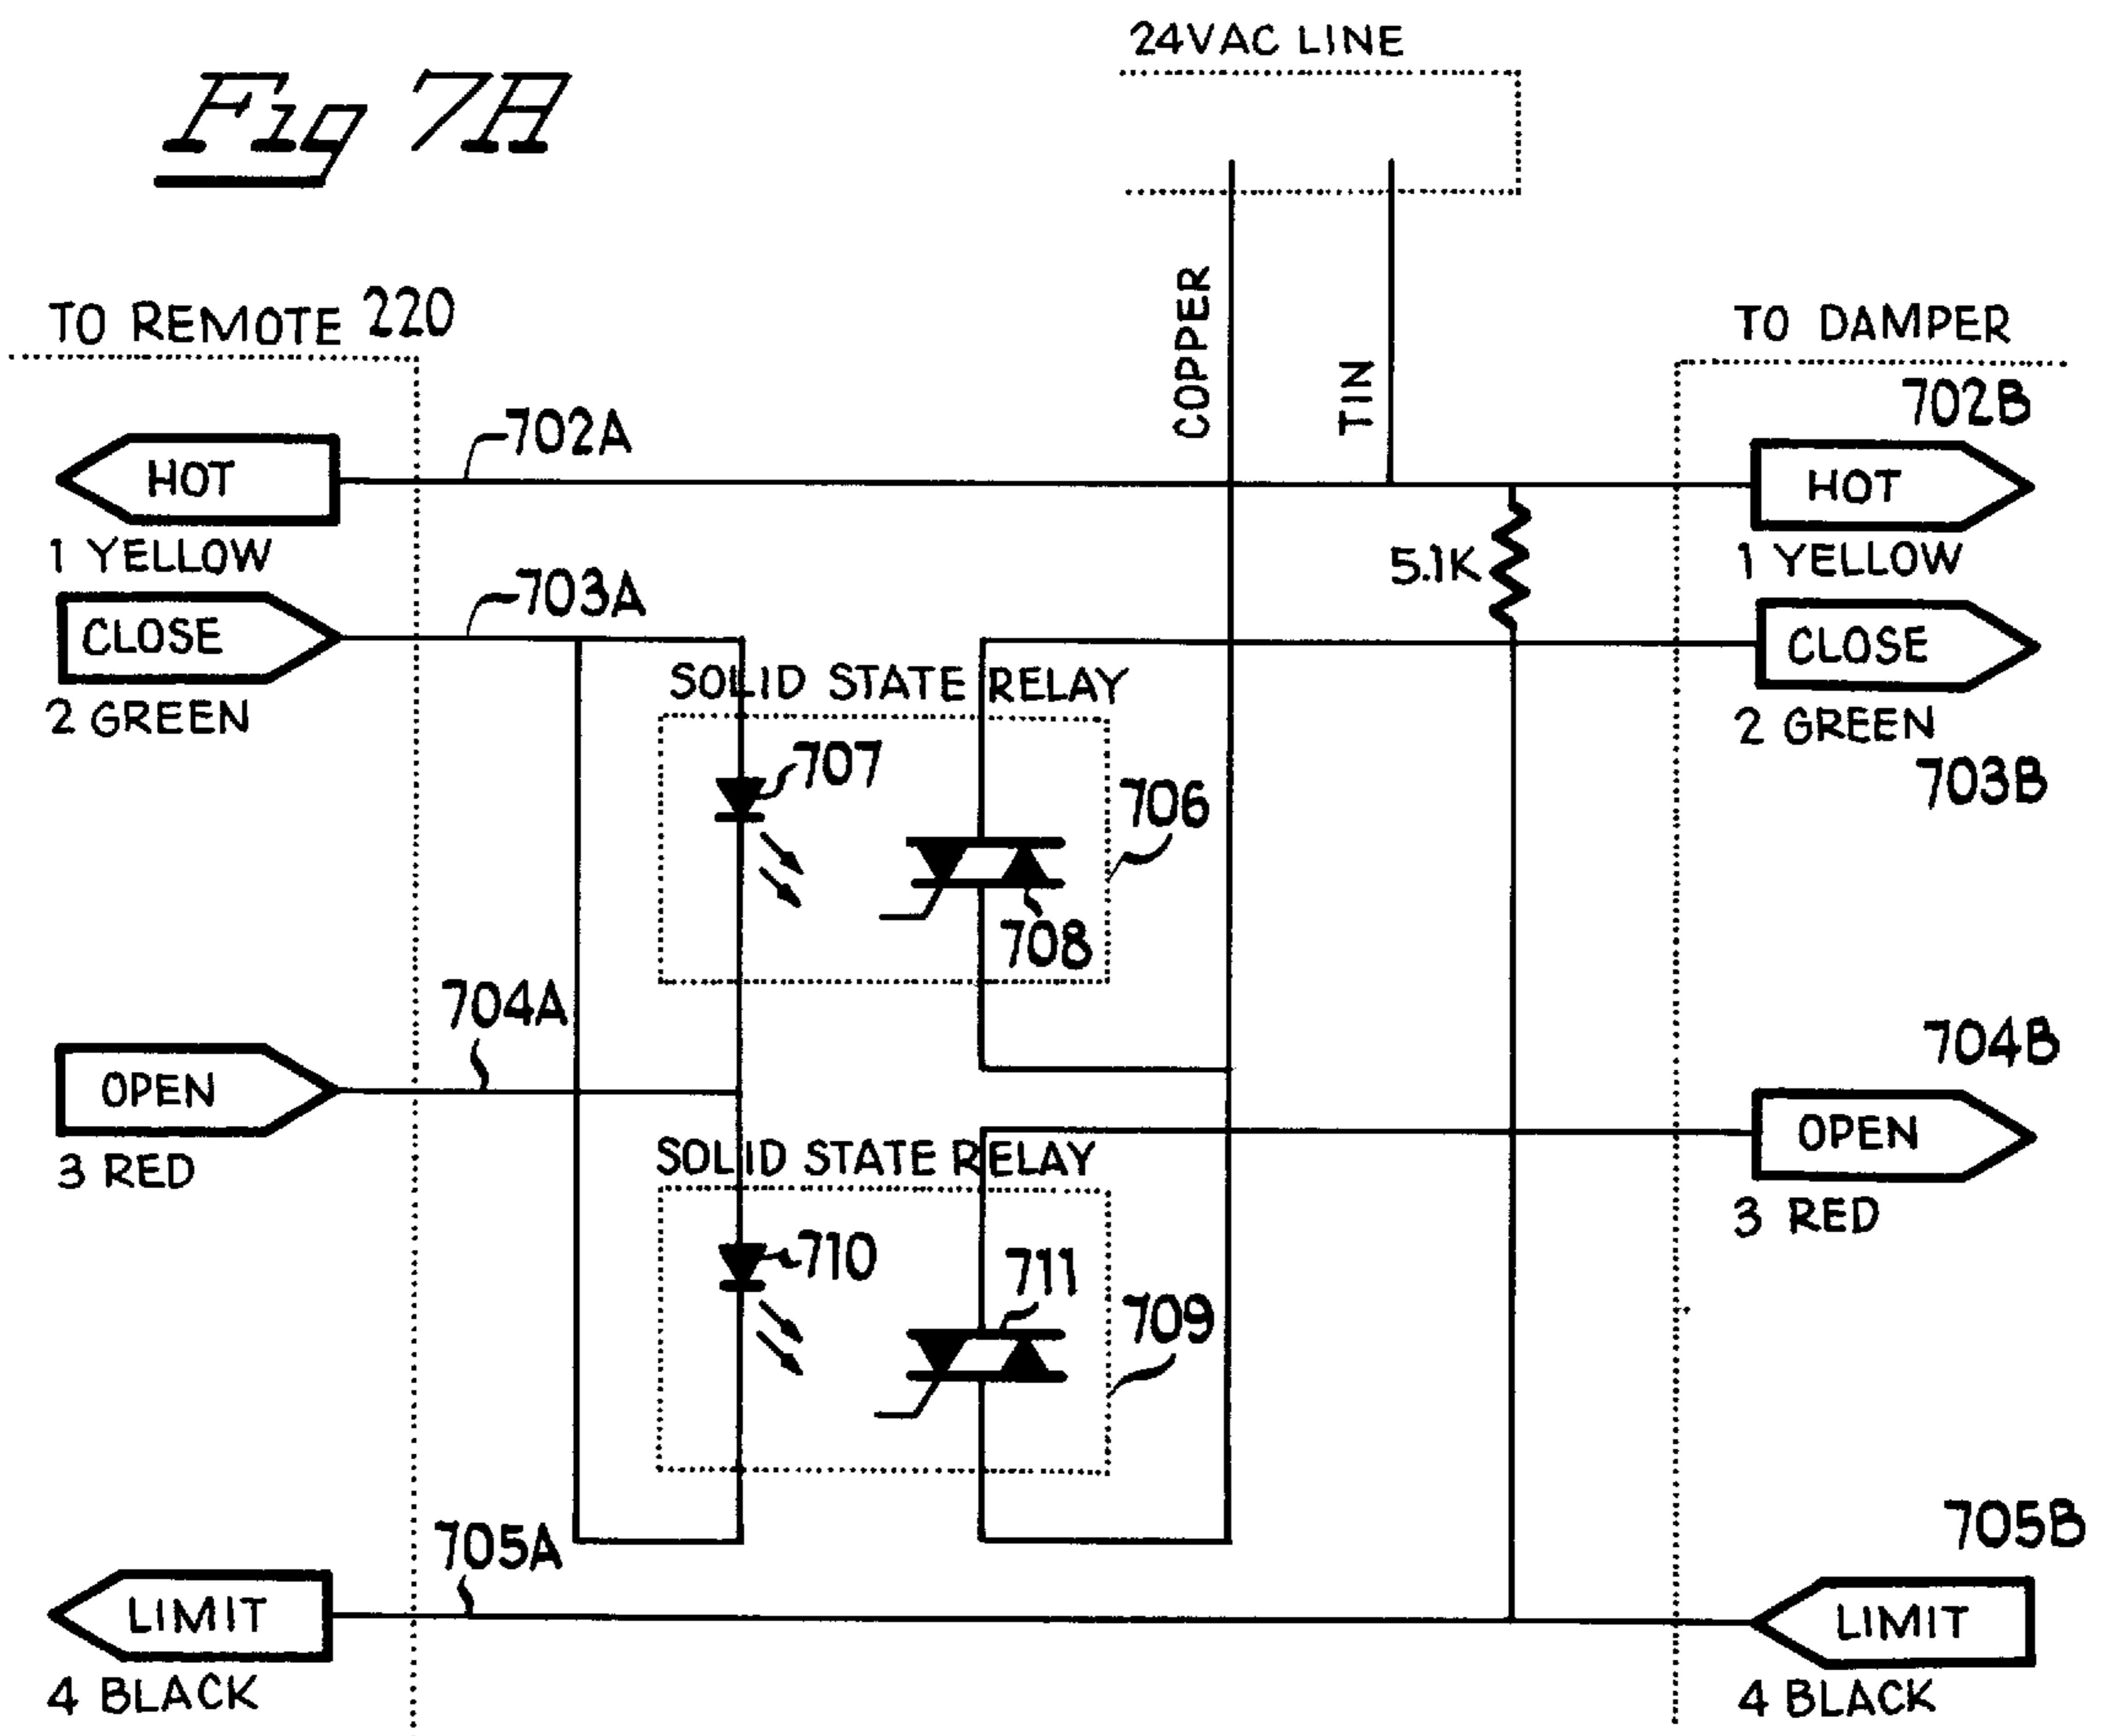 24VAC LINE
Fig 7A
COPPER
TIN
TO REMOTE 220
TO DAMPER
702A
702B
HOT
HOT
1 YELLOW
1 YELLOW
5.1K
703A
CLOSE
CLOSE
2 GREEN
2 GREEN
703B
SOLID STATE RELAY
707
706
708
704A
704B
OPEN
OPEN
3 RED
3 RED
SOLID STATE RELAY
710
711
709
705A
705B
LIMIT
LIMIT
4 BLACK
4 BLACK